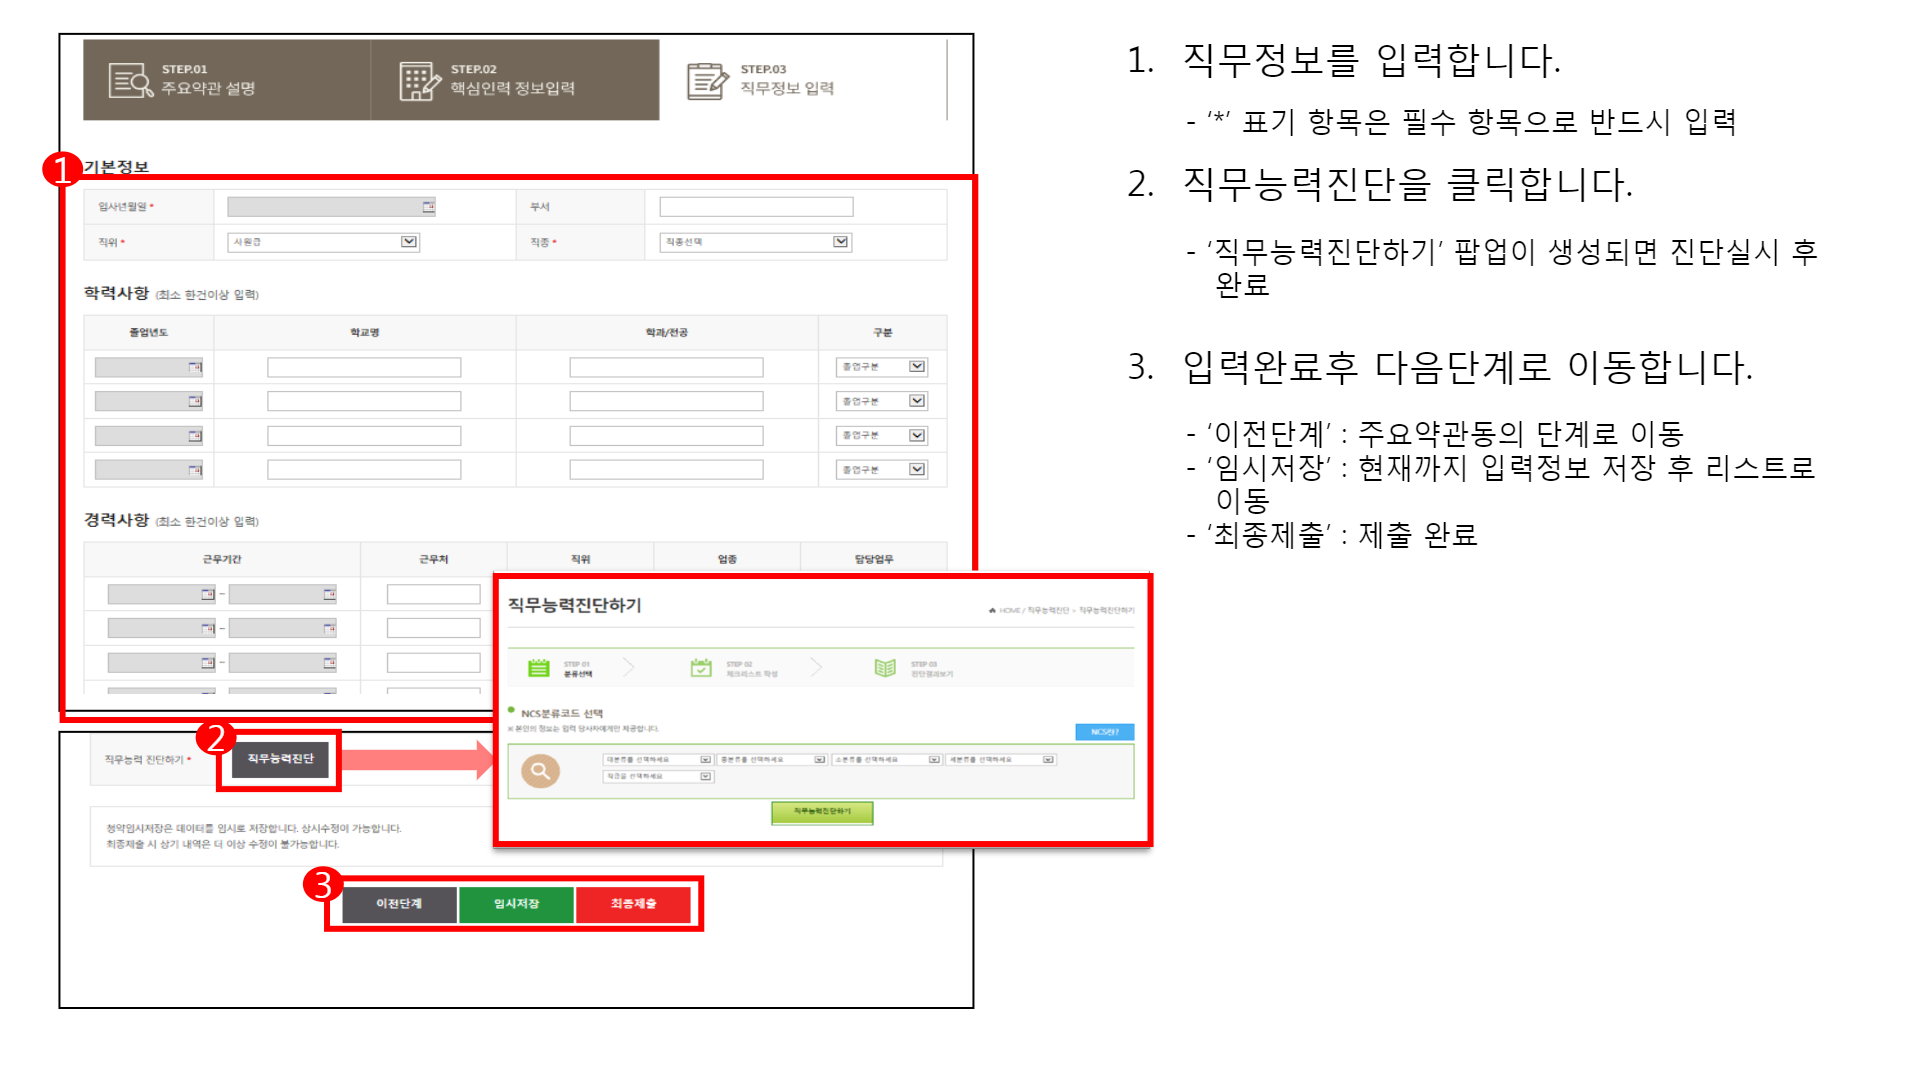 STEP.01
주요약관 설명
STEP.02
핵심인력 정보입력
STEP.03
직무정보 입력
1
기본정보
입사년월일 *
부서
직위 *
사원급
직종 *
직종선택
학력사항 (최소 한건이상 입력)
졸업년도
학교명
학과/전공
구분
졸업구분
졸업구분
졸업구분
졸업구분
경력사항 (최소 한건이상 입력)
근무기간
근무처
직위
업종
담당업무
~
~
~
직무능력진단하기
HOME / 직무능력진단 > 직무능력진단하기
STEP 01
분류선택
STEP 02
체크리스트 작성
STEP 03
진단결과보기
NCS분류코드 선택
※ 본인의 정보는 입력 당사자에게만 제공합니다.
NCS란?
대분류를 선택하세요
중분류를 선택하세요
소분류를 선택하세요
세분류를 선택하세요
직급을 선택하세요
직무능력진단하기
2
직무능력 진단하기 *
직무능력진단
청약임시저장은 데이터를 임시로 저장합니다. 상시수정이 가능합니다.
최종제출 시 상기 내역은 더 이상 수정이 불가능합니다.
3
이전단계
임시저장
최종제출
1. 직무정보를 입력합니다.
- ‘*’ 표기 항목은 필수 항목으로 반드시 입력
2. 직무능력진단을 클릭합니다.
- ‘직무능력진단하기’ 팝업이 생성되면 진단실시 후
완료
3. 입력완료후 다음단계로 이동합니다.
- ‘이전단계’ : 주요약관동의 단계로 이동
- ‘임시저장’ : 현재까지 입력정보 저장 후 리스트로
이동
- ‘최종제출’ : 제출 완료